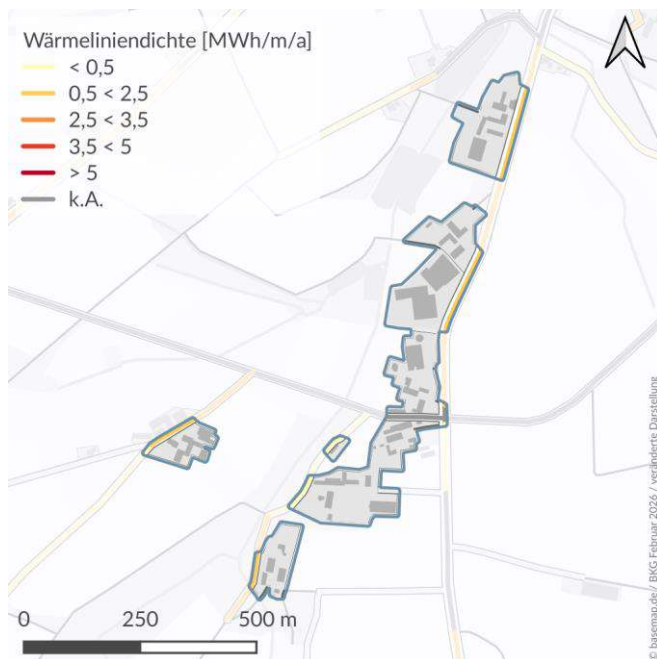 Wärmeliniendichte [MWh/m/a]
< 0,5
0,5 < 2,5
2,5 < 3,5
3,5 < 5
> 5
k.A.
0 250 500 m
© basemap.de / BKG Februar 2026 / veränderte Darstellung